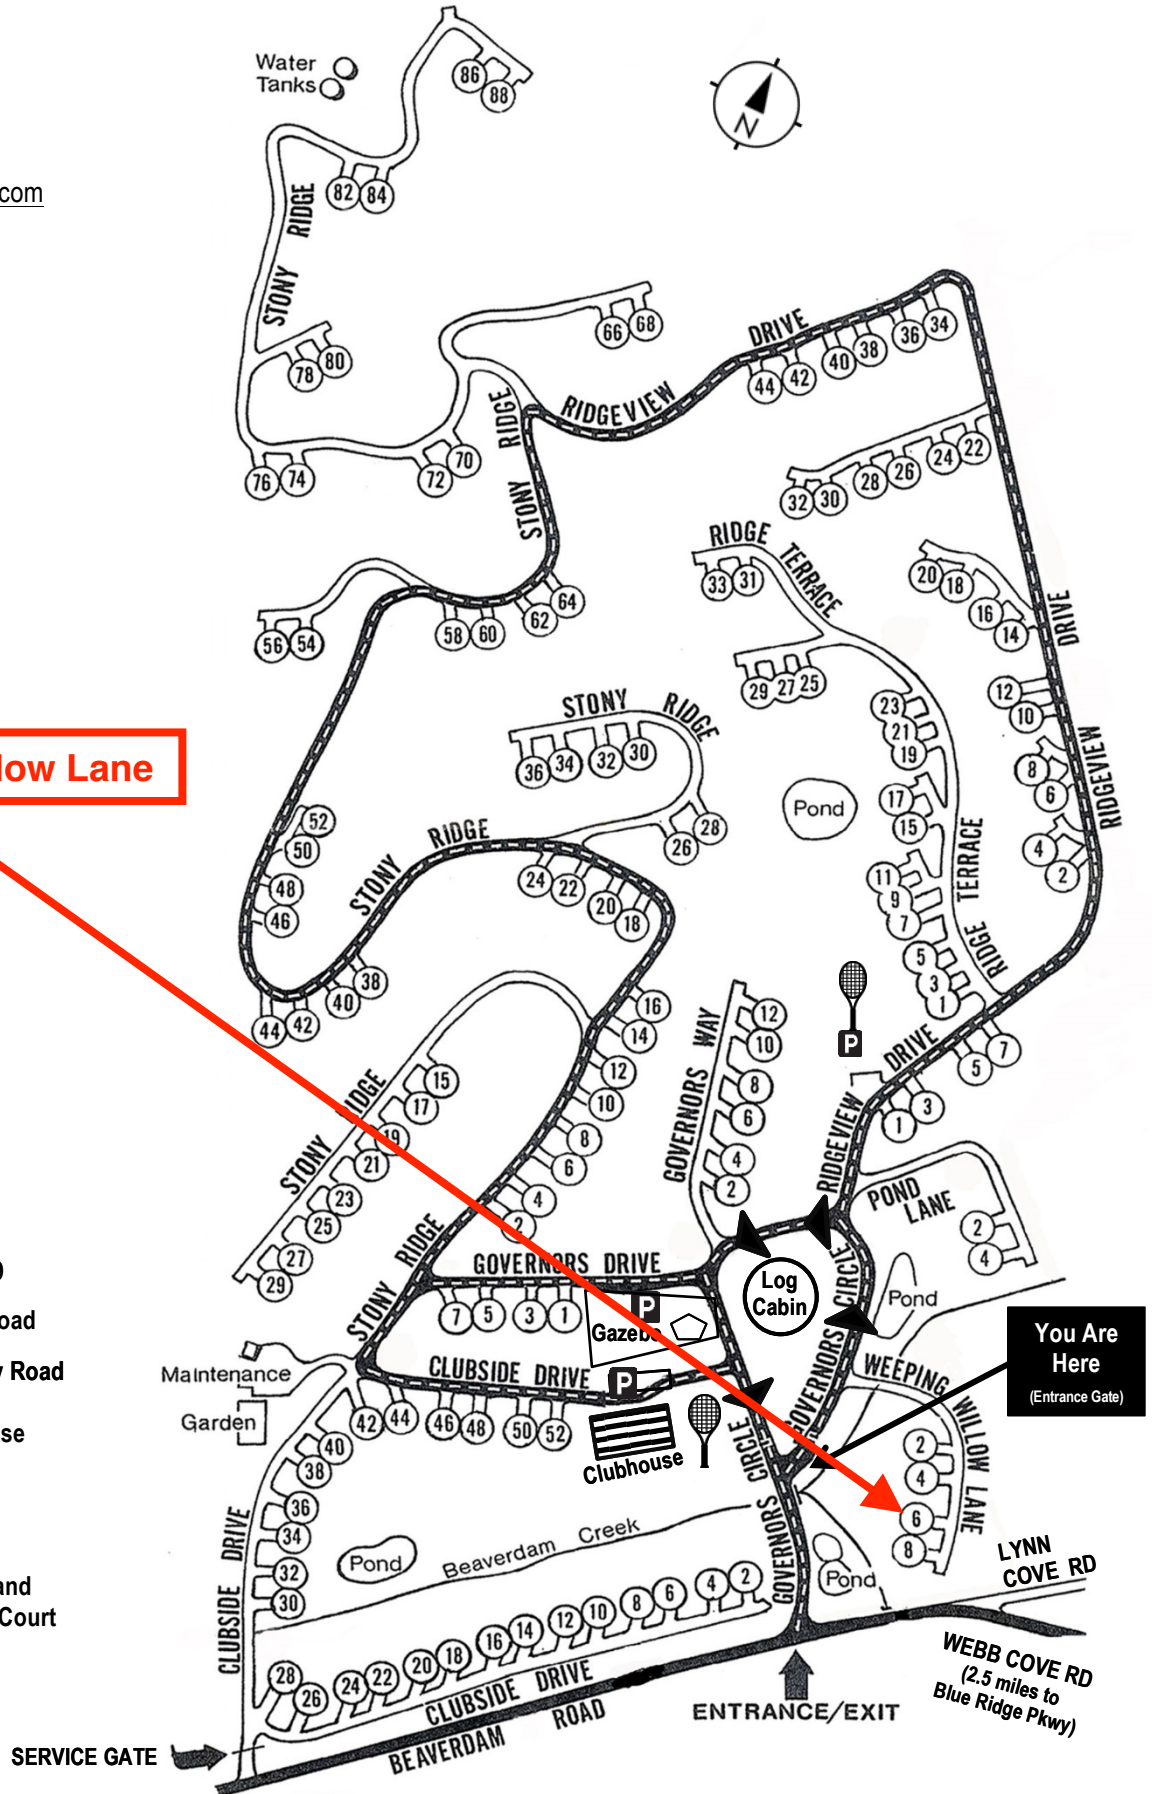 Water
Tanks
86
88
N
com
82
84
STONY RIDGE
66
68
DRIVE
34
36
38
40
42
44
RIDGEVIEW
80
78
STONY RIDGE
70
72
74
76
22
24
26
28
30
32
RIDGE TERRACE
33
31
20
18
16
14
DRIVE
64
62
60
58
56
54
29
27
25
12
10
23
21
19
STONY RIDGE
36
34
32
30
RIDGEVIEW
8
6
low Lane
Pond
17
15
28
26
52
50
STONY RIDGE
4
2
24
22
20
18
48
46
11
9
7
RIDGE TERRACE
5
3
1
38
40
42
44
16
14
GOVERNORS WAY
12
10
8
6
4
2
P
DRIVE
7
5
3
1
RIDGEVIEW
12
10
8
6
4
2
STONY RIDGE
15
17
19
21
23
25
27
29
POND
LANE
2
4
STONY RIDGE
GOVERNORS DRIVE
7
5
3
1
P
Gazebo
Log
Cabin
GOVERNORS CIRCLE
Pond
You Are
Here
(Entrance Gate)
oad
y Road
se
and
Court
Maintenance
Garden
CLUBSIDE DRIVE
P
42
44
46
48
50
52
Clubhouse
GOVERNORS CIRCLE
WEEPING WILLOW LANE
2
4
6
8
40
38
36
34
32
30
CLUBSIDE DRIVE
Pond
Beaverdam Creek
Pond
LYNN
COVE RD
2
4
6
8
10
12
14
16
18
20
22
24
26
28
CLUBSIDE DRIVE
BEAVERDAM ROAD
WEBB COVE RD
(2.5 miles to
Blue Ridge Pkwy)
ENTRANCE/EXIT
SERVICE GATE